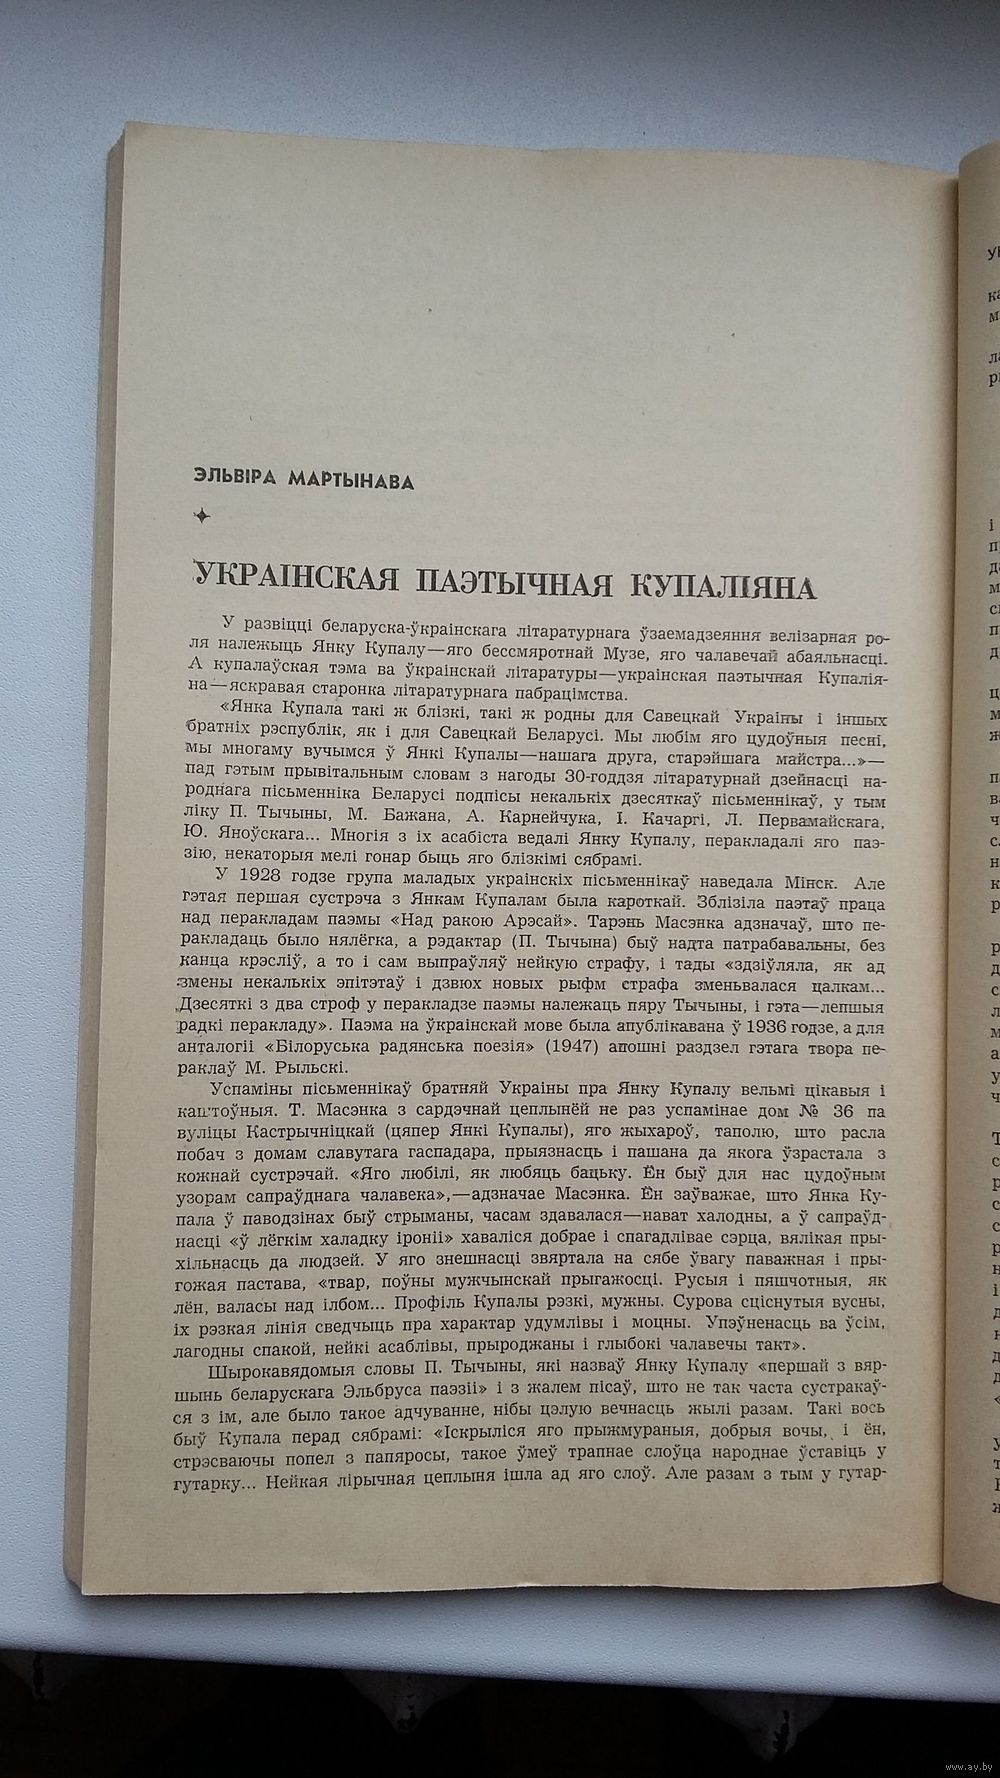 ЭЛЬВІРА МАРТЫНАВА
УКРАІНСКАЯ ПАЭТЫЧНАЯ КУПАЛІЯНА
У развіцці беларуска-ўкраінскага літаратурнага ўзаемадзеяння велізарная ро-
ля належыць Янку Купалу—яго бессмяротнай Музе, яго чалавечай абаяльнасці.
А купалаўская тэма ва ўкраінскай літаратуры—украінская паэтычная Купалія-
на—яскравая старонка літаратурнага пабрацімства.
«Янка Купала такі ж блізкі, такі ж родны для Савецкай Украіны і іншых
братніх рэспублік, як і для Савецкай Беларусі. Мы любім яго цудоўныя песні,
мы многаму вучымся ў Янкі Купалы—нашага друга, старэйшага майстра...»—
пад гэтым прывітальным словам з нагоды 30-годдзя літаратурнай дзейнасці на-
роднага пісьменніка Беларусі подпісы некалькіх дзесяткаў пісьменнікаў, у тым
ліку П. Тычыны, М. Бажана, А. Карнейчука, І. Качаргі, Л. Первамайскага,
Ю. Яноўскага... Многія з іх асабіста ведалі Янку Купалу, перакладалі яго паэ-
зію, некаторыя мелі гонар быць яго блізкімі сябрамі.
У 1928 годзе група маладых украінскіх пісьменнікаў наведала Мінск. Але
гэтая першая сустрэча з Янкам Купалам была кароткай. Зблізіла паэтаў праца
над перакладам паэмы «Над ракою Арэсай». Тарэнь Масэнка адзначаў, што пе-
ракладаць было нялёгка, а рэдактар (П. Тычына) быў надта патрабавальны, без
канца крэсліў, а то і сам выпраўляў нейкую страфу, і тады «здзіўляла, як ад
змены некалькіх эпітэтаў і дзвюх новых рыфм страфа зменьвалася цалкам...
Дзесяткі з два строф у перакладзе паэмы належаць пяру Тычыны, і гэта—лепшыя
радкі перакладу». Паэма на ўкраінскай мове была апублікавана ў 1936 годзе, а для
анталогіі «Білоруська радянська поезія» (1947) апошні раздзел гэтага твора пе-
раклаў М. Рыльскі.
Успаміны пісьменнікаў братняй Украіны пра Янку Купалу вельмі цікавыя і
каштоўныя. Т. Масэнка з сардэчнай цеплынёй не раз успамінае дом № 36 па
вуліцы Кастрычніцкай (цяпер Янкі Купалы), яго жыхароў, таполю, што расла
побач з домам славутага гаспадара, прыязнасць і пашана да якога ўзрастала з
кожнай сустрэчай. «Яго любілі, як любяць бацьку. Ён быў для нас цудоўным
узорам сапраўднага чалавека»,—адзначае Масэнка. Ён заўважае, што Янка Ку-
пала ў паводзінах быў стрыманы, часам здавалася—нават халодны, а ў сапраўд-
насці «ў лёгкім халадку іроніі» хаваліся добрае і спагадлівае сэрца, вялікая пры-
хільнасць да людзей. У яго знешнасці звяртала на сябе ўвагу паважная і пры-
гожая пастава, «твар, поўны мужчынскай прыгажосці. Русыя і пяшчотныя, як
лён, валасы над ілбом... Профіль Купалы рэзкі, мужны. Сурова сціснутыя вусны,
іх рэзкая лінія сведчыць пра характар удумлівы і моцны. Упэўненасць ва ўсім,
лагодны спакой, нейкі асаблівы, прыроджаны і глыбокі чалавечы такт».
Шырокавядомыя словы П. Тычыны, які назваў Янку Купалу «першай з вяр-
шынь беларускага Эльбруса паэзіі» і з жалем пісаў, што не так часта сустракаў-
ся з ім, але было такое адчуванне, нібы цэлую вечнасць жылі разам. Такі вось
быў Купала перад сябрамі: «Іскрыліся яго прыжмураныя, добрыя вочы, і ён,
стрэсваючы попел з папяросы, такое ўмеў трапнае слоўца народнае ўставіць у
гутарку... Нейкая лірычная цеплыня ішла ад яго слоў. Але разам з тым у гутар-
www.ay.by